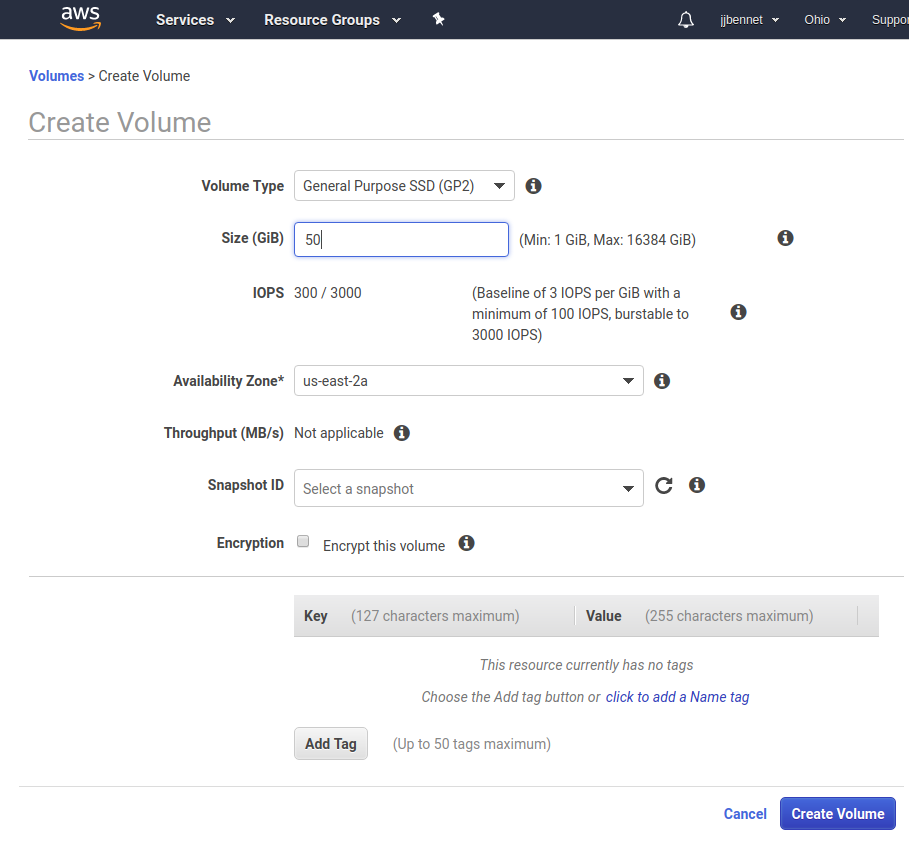 aws Services Resource Groups jjbennet Ohio Suppor
Volumes > Create Volume
Create Volume
Volume Type General Purpose SSD (GP2)
Size (GiB) 50 (Min: 1 GiB, Max: 16384 GiB)
IOPS 300 / 3000 (Baseline of 3 IOPS per GiB with a
minimum of 100 IOPS, burstable to
3000 IOPS)
Availability Zone* us-east-2a
Throughput (MB/s) Not applicable
Snapshot ID Select a snapshot
Encryption Encrypt this volume
Key (127 characters maximum) Value (255 characters maximum)
This resource currently has no tags
Choose the Add tag button or click to add a Name tag
Add Tag (Up to 50 tags maximum)
Cancel Create Volume